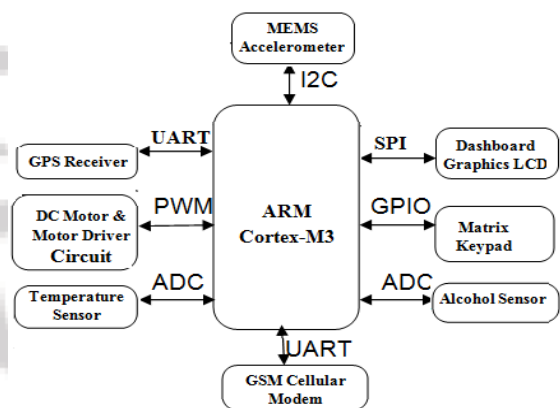 MEMS
Accelerometer
I2C
UART
SPI
GPS Receiver
Dashboard
Graphics LCD
ARM
Cortex-M3
PWM
GPIO
DC Motor &
Motor Driver
Circuit
Matrix
Keypad
ADC
ADC
Temperature
Sensor
Alcohol Sensor
UART
GSM Cellular
Modem